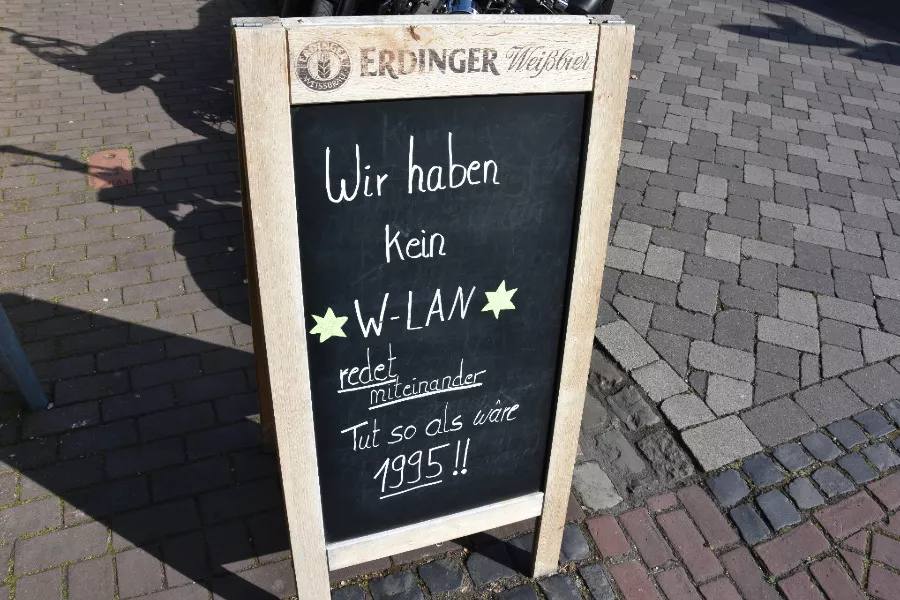 ERDINGER Weißbier
Wir haben
kein
W-LAN
redet
miteinander
Tut so als wäre
1995!!